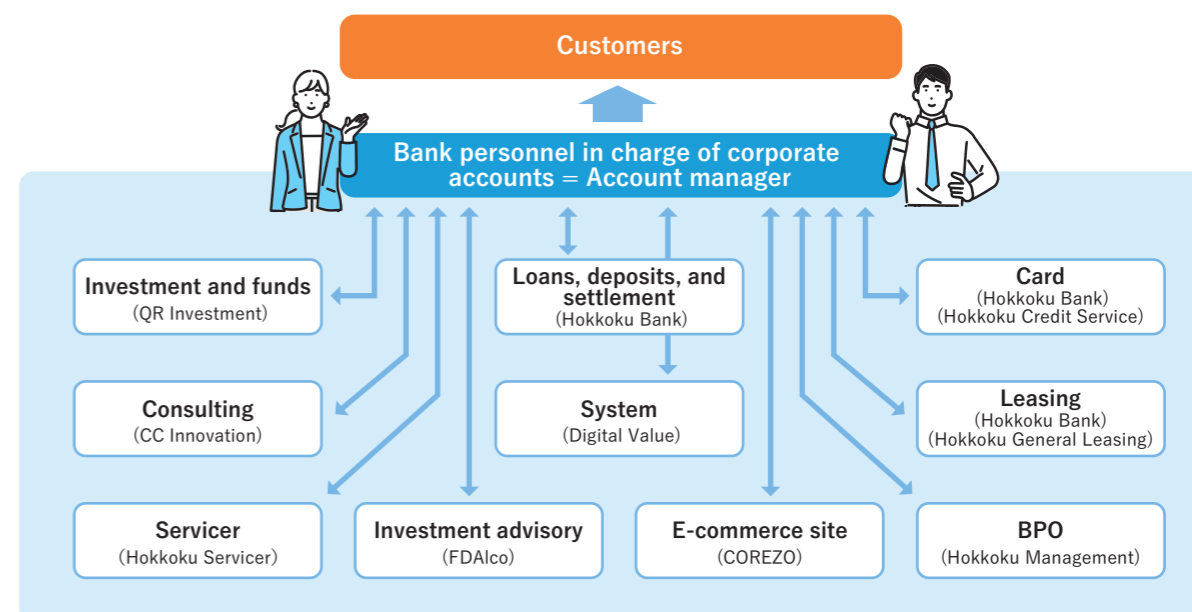 Customers
Bank personnel in charge of corporate
accounts = Account manager
Investment and funds
(QR Investment)
Loans, deposits, and
settlement
(Hokkoku Bank)
Card
(Hokkoku Bank)
(Hokkoku Credit Service)
Consulting
(CC Innovation)
System
(Digital Value)
Leasing
(Hokkoku Bank)
(Hokkoku General Leasing)
Servicer
(Hokkoku Servicer)
Investment advisory
(FDAlco)
E-commerce site
(COREZO)
BPO
(Hokkoku Management)